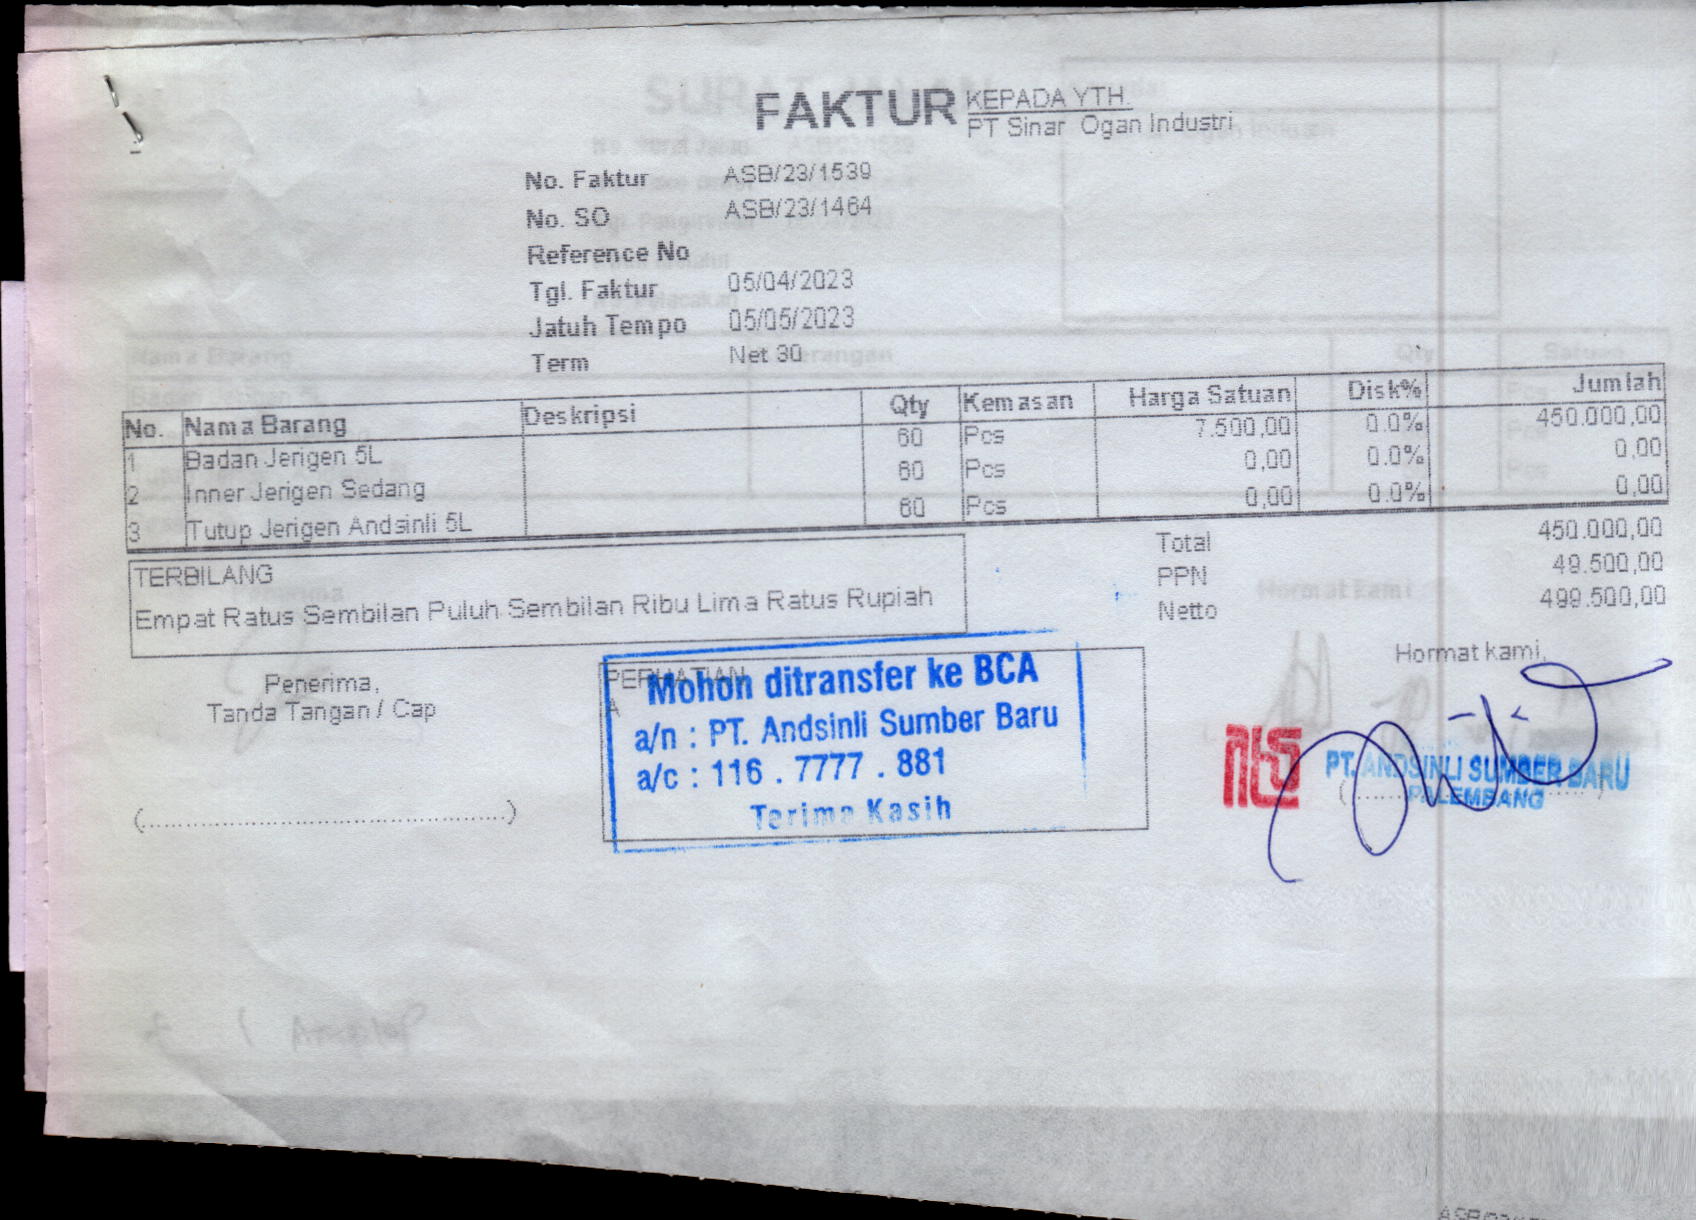 FAKTUR
KEPADA YTH.
PT Sinar Ogan Industri
No. Faktur ASB/23/1539
No. SO ASB/23/1464
Reference No
Tgl. Faktur 05/04/2023
Jatuh Tempo 05/05/2023
Term Net 30
No. Nama Barang Deskripsi Qty Kemasan Harga Satuan Disk% Jumlah
1 Badan Jerigen 5L 60 Pcs 7.500,00 0.0% 450.000,00
2 Inner Jerigen Sedang 60 Pcs 0,00 0.0% 0,00
3 Tutup Jerigen Andsinli 5L 60 Pcs 0,00 0.0% 0,00
Total 450.000,00
PPN 49.500,00
Netto 499.500,00
TERBILANG
Empat Ratus Sembilan Puluh Sembilan Ribu Lima Ratus Rupiah
Penerima,
Tanda Tangan / Cap
(.................................................)
PERHATIAN
A
Mohon ditransfer ke BCA
a/n : PT. Andsinli Sumber Baru
a/c : 116 . 7777 . 881
Terima Kasih
Hormat kami,
PT. ANDSINLI SUMBER BARU
PALEMBANG